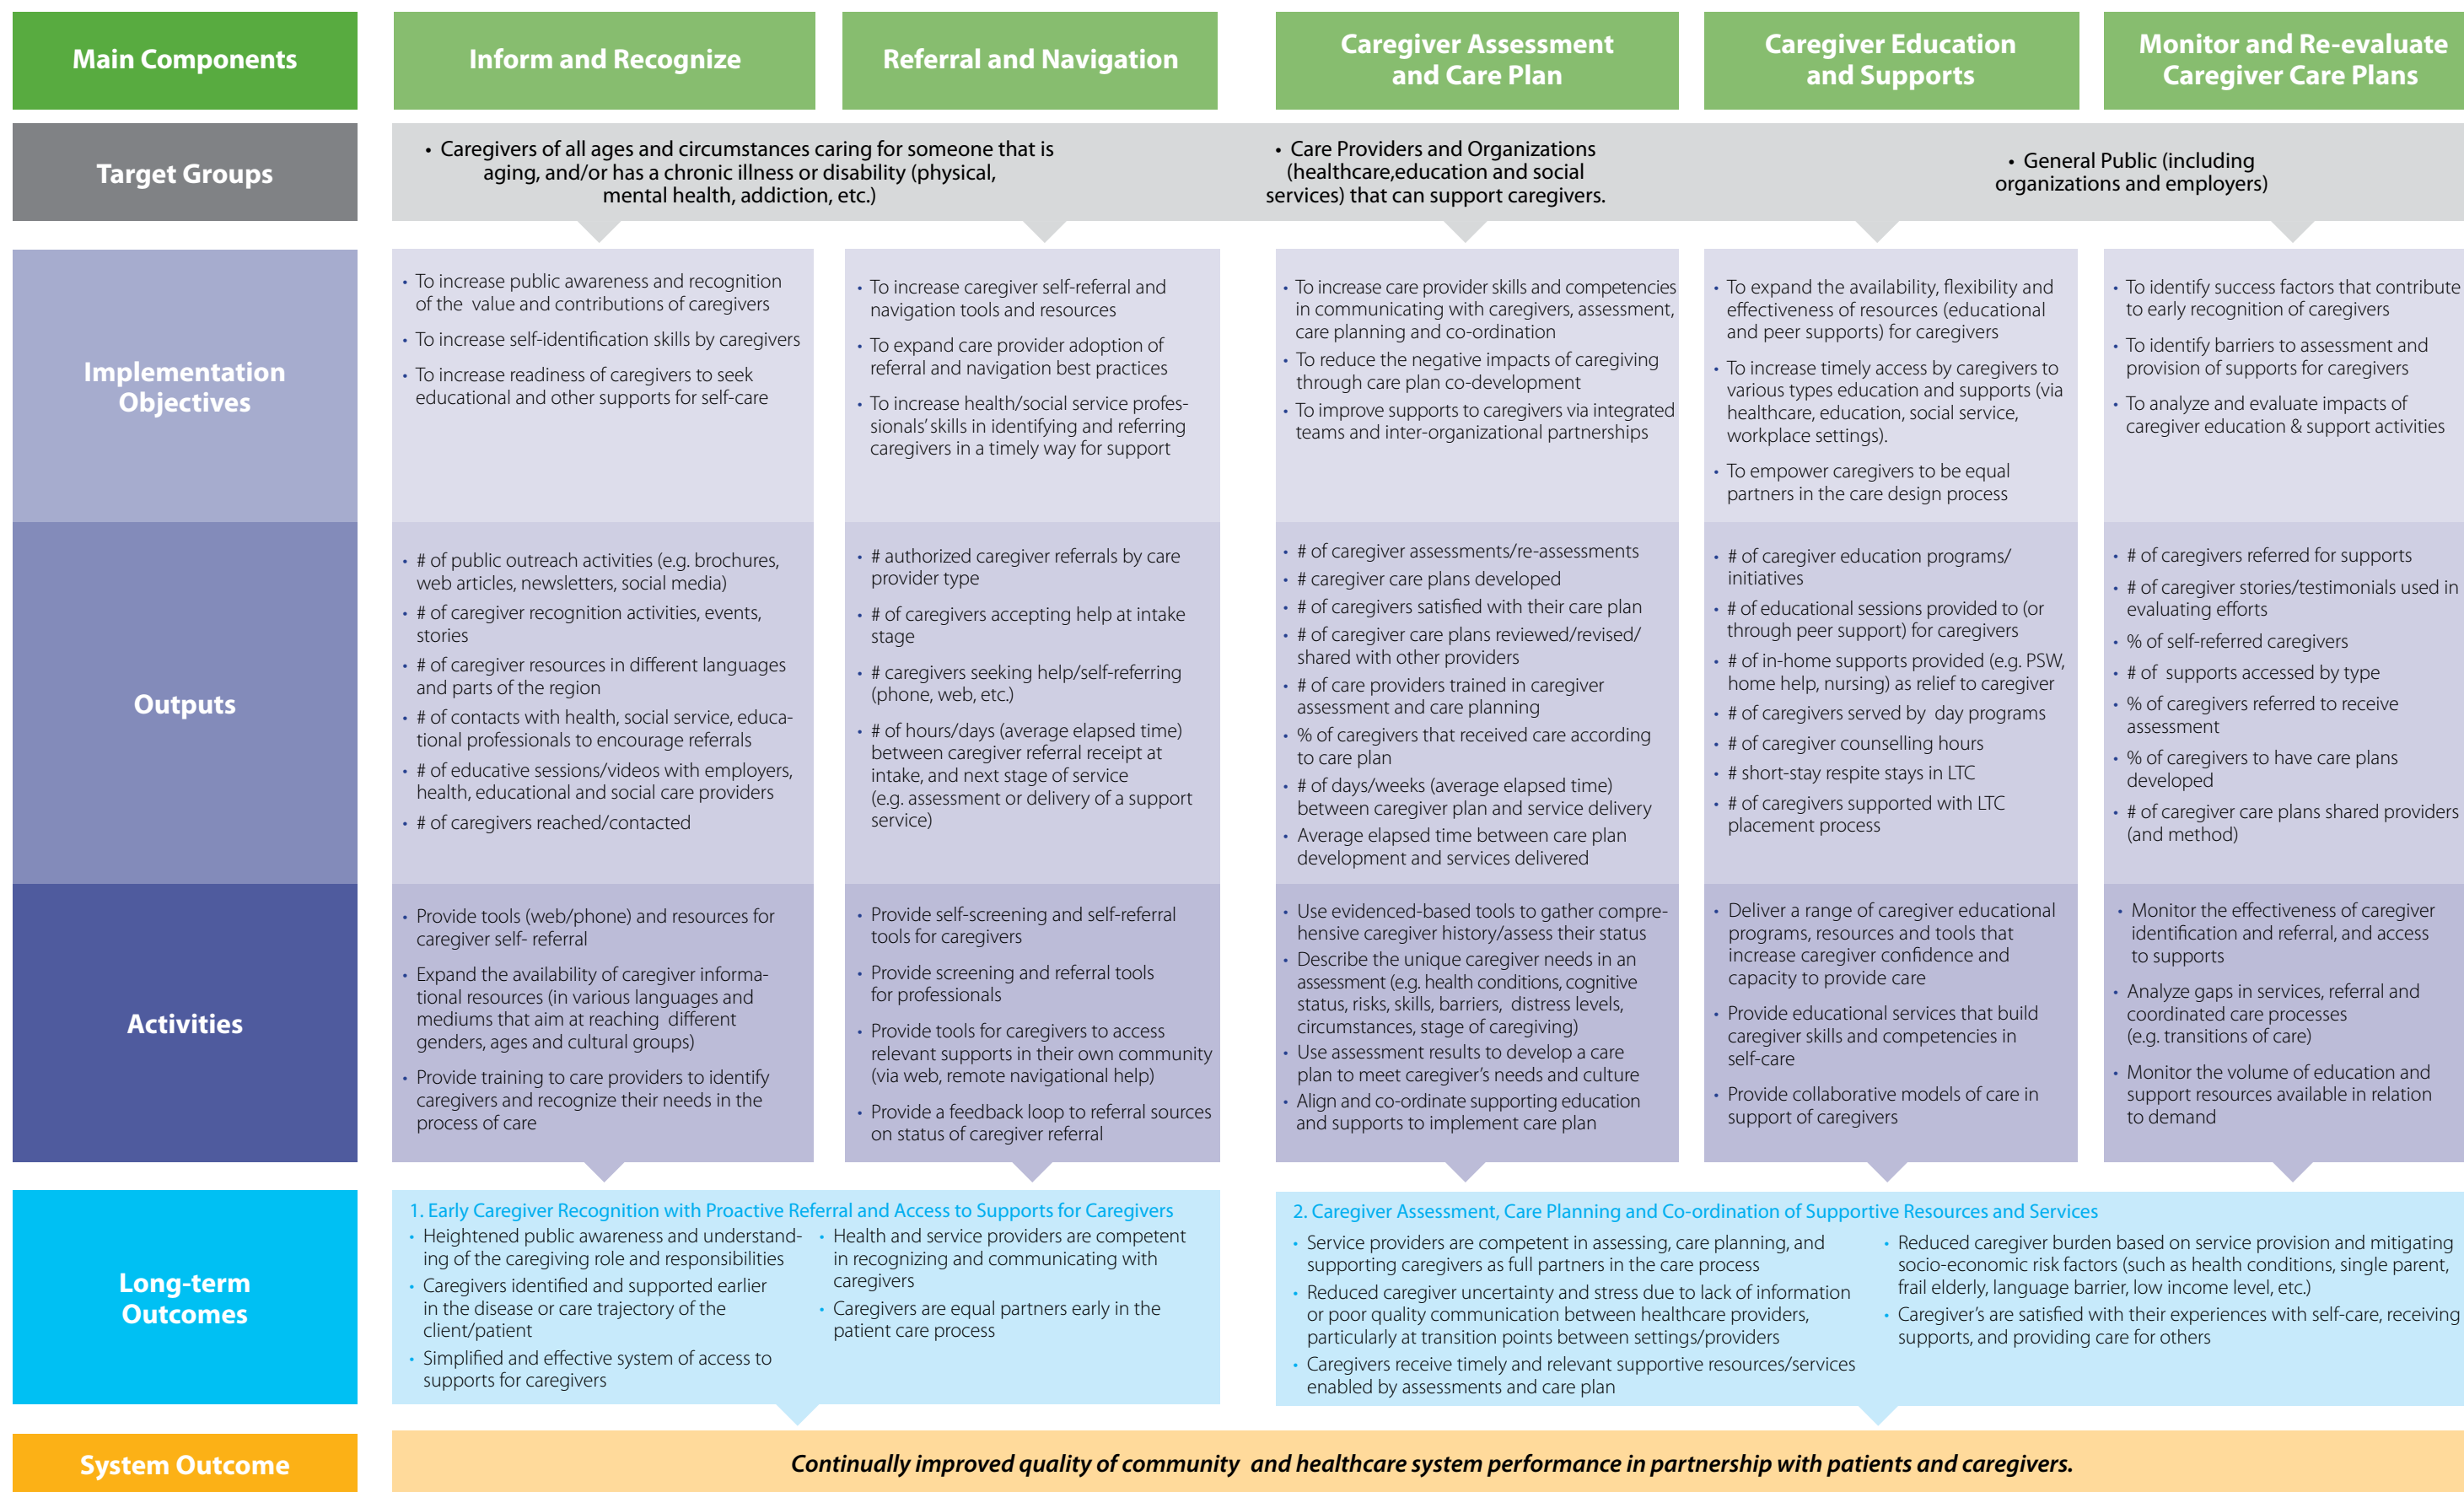 Main Components
Inform and Recognize
Referral and Navigation
Caregiver Assessment
and Care Plan
Caregiver Education
and Supports
Monitor and Re-evaluate
Caregiver Care Plans
Target Groups
• Caregivers of all ages and circumstances caring for someone that is
aging, and/or has a chronic illness or disability (physical,
mental health, addiction, etc.)
• Care Providers and Organizations
(healthcare,education and social
services) that can support caregivers.
• General Public (including
organizations and employers)
Implementation
Objectives
• To increase public awareness and recognition
of the value and contributions of caregivers
• To increase self-identification skills by caregivers
• To increase readiness of caregivers to seek
educational and other supports for self-care
• To increase caregiver self-referral and
navigation tools and resources
• To expand care provider adoption of
referral and navigation best practices
• To increase health/social service profes-
sionals' skills in identifying and referring
caregivers in a timely way for support
• To increase care provider skills and competencies
in communicating with caregivers, assessment,
care planning and co-ordination
• To reduce the negative impacts of caregiving
through care plan co-development
• To improve supports to caregivers via integrated
teams and inter-organizational partnerships
• To expand the availability, flexibility and
effectiveness of resources (educational
and peer supports) for caregivers
• To increase timely access by caregivers to
various types education and supports (via
healthcare, education, social service,
workplace settings).
• To empower caregivers to be equal
partners in the care design process
• To identify success factors that contribute
to early recognition of caregivers
• To identify barriers to assessment and
provision of supports for caregivers
• To analyze and evaluate impacts of
caregiver education & support activities
Outputs
• # of public outreach activities (e.g. brochures,
web articles, newsletters, social media)
• # of caregiver recognition activities, events,
stories
• # of caregiver resources in different languages
and parts of the region
• # of contacts with health, social service, educa-
tional professionals to encourage referrals
• # of educative sessions/videos with employers,
health, educational and social care providers
• # of caregivers reached/contacted
• # authorized caregiver referrals by care
provider type
• # of caregivers accepting help at intake
stage
• # caregivers seeking help/self-referring
(phone, web, etc.)
• # of hours/days (average elapsed time)
between caregiver referral receipt at
intake, and next stage of service
(e.g. assessment or delivery of a support
service)
• # of caregiver assessments/re-assessments
• # caregiver care plans developed
• # of caregivers satisfied with their care plan
• # of caregiver care plans reviewed/revised/
shared with other providers
• # of care providers trained in caregiver
assessment and care planning
• % of caregivers that received care according
to care plan
• # of days/weeks (average elapsed time)
between caregiver plan and service delivery
• Average elapsed time between care plan
development and services delivered
• # of caregiver education programs/
initiatives
• # of educational sessions provided to (or
through peer support) for caregivers
• # of in-home supports provided (e.g. PSW,
home help, nursing) as relief to caregiver
• # of caregivers served by day programs
• # of caregiver counselling hours
• # short-stay respite stays in LTC
• # of caregivers supported with LTC
placement process
• # of caregivers referred for supports
• # of caregiver stories/testimonials used in
evaluating efforts
• % of self-referred caregivers
• # of supports accessed by type
• % of caregivers referred to receive
assessment
• % of caregivers to have care plans
developed
• # of caregiver care plans shared providers
(and method)
Activities
• Provide tools (web/phone) and resources for
caregiver self- referral
• Expand the availability of caregiver informa-
tional resources (in various languages and
mediums that aim at reaching different
genders, ages and cultural groups)
• Provide training to care providers to identify
caregivers and recognize their needs in the
process of care
• Provide self-screening and self-referral
tools for caregivers
• Provide screening and referral tools
for professionals
• Provide tools for caregivers to access
relevant supports in their own community
(via web, remote navigational help)
• Provide a feedback loop to referral sources
on status of caregiver referral
• Use evidenced-based tools to gather compre-
hensive caregiver history/assess their status
• Describe the unique caregiver needs in an
assessment (e.g. health conditions, cognitive
status, risks, skills, barriers, distress levels,
circumstances, stage of caregiving)
• Use assessment results to develop a care
plan to meet caregiver's needs and culture
• Align and co-ordinate supporting education
and supports to implement care plan
• Deliver a range of caregiver educational
programs, resources and tools that
increase caregiver confidence and
capacity to provide care
• Provide educational services that build
caregiver skills and competencies in
self-care
• Provide collaborative models of care in
support of caregivers
• Monitor the effectiveness of caregiver
identification and referral, and access
to supports
• Analyze gaps in services, referral and
coordinated care processes
(e.g. transitions of care)
• Monitor the volume of education and
support resources available in relation
to demand
Long-term
Outcomes
1. Early Caregiver Recognition with Proactive Referral and Access to Supports for Caregivers
• Heightened public awareness and understand-
ing of the caregiving role and responsibilities
• Caregivers identified and supported earlier
in the disease or care trajectory of the
client/patient
• Simplified and effective system of access to
supports for caregivers
• Health and service providers are competent
in recognizing and communicating with
caregivers
• Caregivers are equal partners early in the
patient care process
2. Caregiver Assessment, Care Planning and Co-ordination of Supportive Resources and Services
• Service providers are competent in assessing, care planning, and
supporting caregivers as full partners in the care process
• Reduced caregiver uncertainty and stress due to lack of information
or poor quality communication between healthcare providers,
particularly at transition points between settings/providers
• Caregivers receive timely and relevant supportive resources/services
enabled by assessments and care plan
• Reduced caregiver burden based on service provision and mitigating
socio-economic risk factors (such as health conditions, single parent,
frail elderly, language barrier, low income level, etc.)
• Caregiver's are satisfied with their experiences with self-care, receiving
supports, and providing care for others
System Outcome
Continually improved quality of community and healthcare system performance in partnership with patients and caregivers.